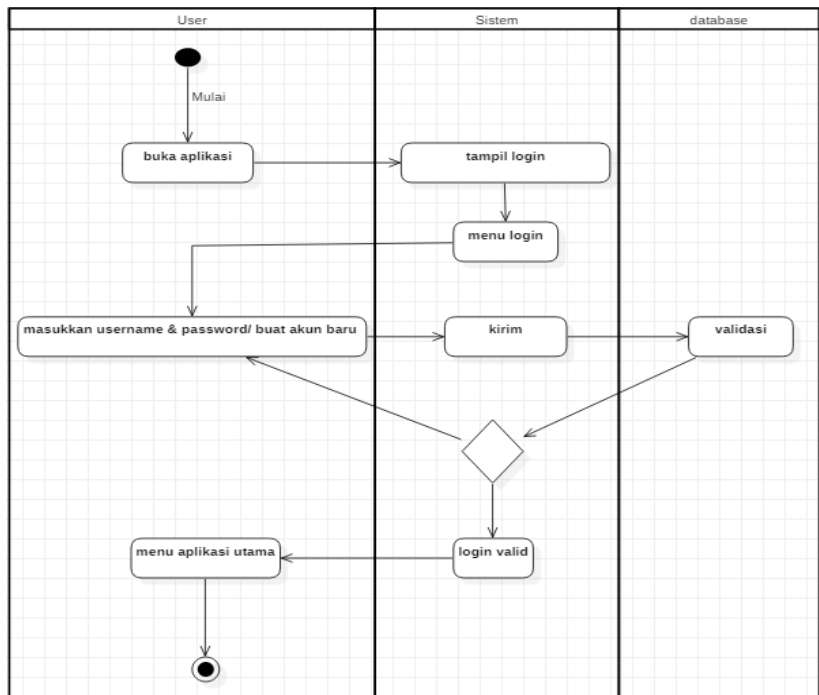 User
Sistem
database
Mulai
buka aplikasi
tampil login
menu login
masukkan username & password/ buat akun baru
kirim
validasi
menu aplikasi utama
login valid